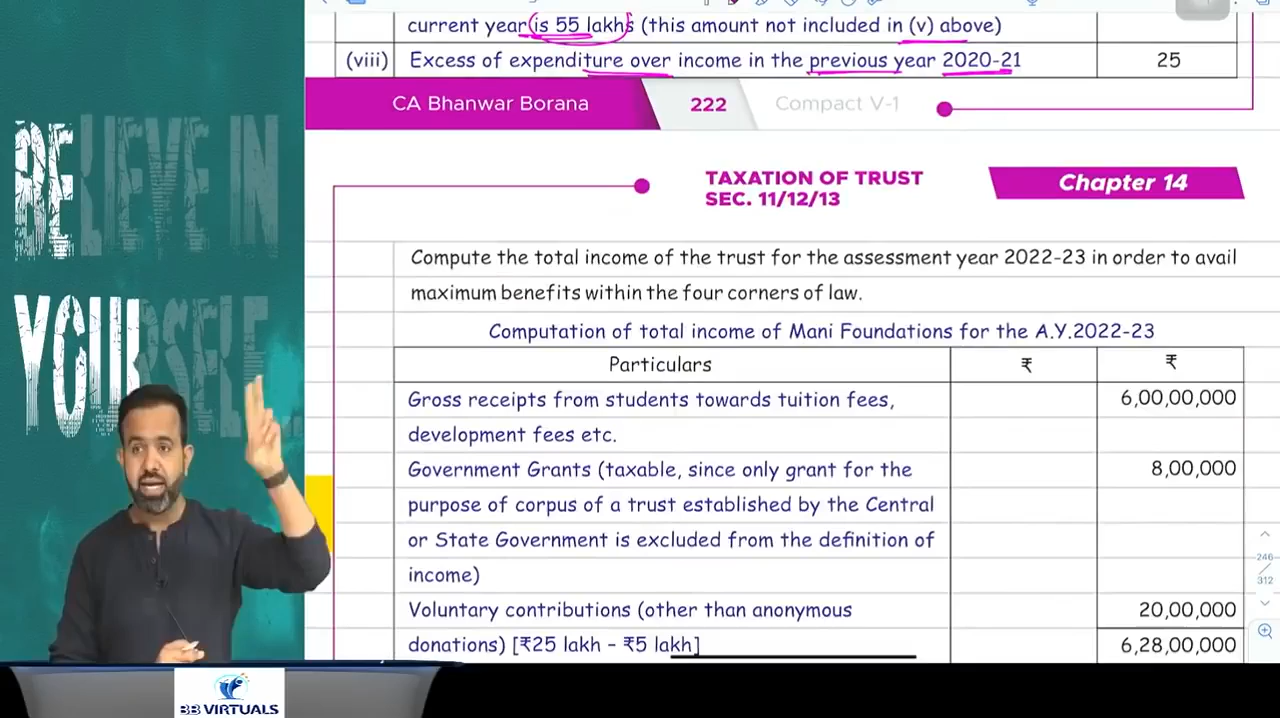 current year is 55 lakhs (this amount not included in (v) above)
(viii) Excess of expenditure over income in the previous year 2020-21 25
CA Bhanwar Borana 222 Compact V-1
TAXATION OF TRUST
SEC. 11/12/13
Chapter 14
Compute the total income of the trust for the assessment year 2022-23 in order to avail
maximum benefits within the four corners of law.
Computation of total income of Mani Foundations for the A.Y.2022-23
Particulars ₹ ₹
Gross receipts from students towards tuition fees, 6,00,00,000
development fees etc.
Government Grants (taxable, since only grant for the 8,00,000
purpose of corpus of a trust established by the Central
or State Government is excluded from the definition of
income)
Voluntary contributions (other than anonymous 20,00,000
donations) [₹25 lakh – ₹5 lakh] 6,28,00,000
246
312
BELIEVE IN
YOURSELF
BB VIRTUALS